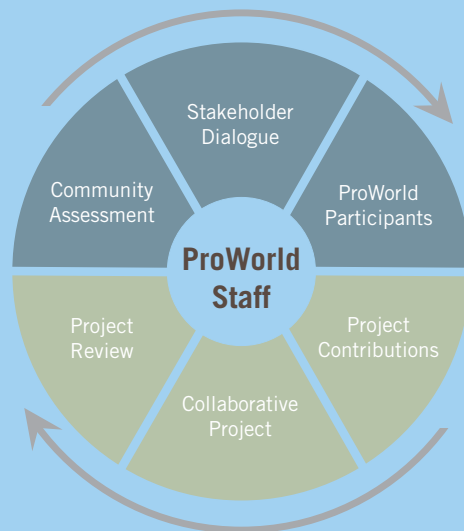 Stakeholder
Dialogue
Community
Assessment
ProWorld
Participants
ProWorld
Staff
Project
Review
Project
Contributions
Collaborative
Project